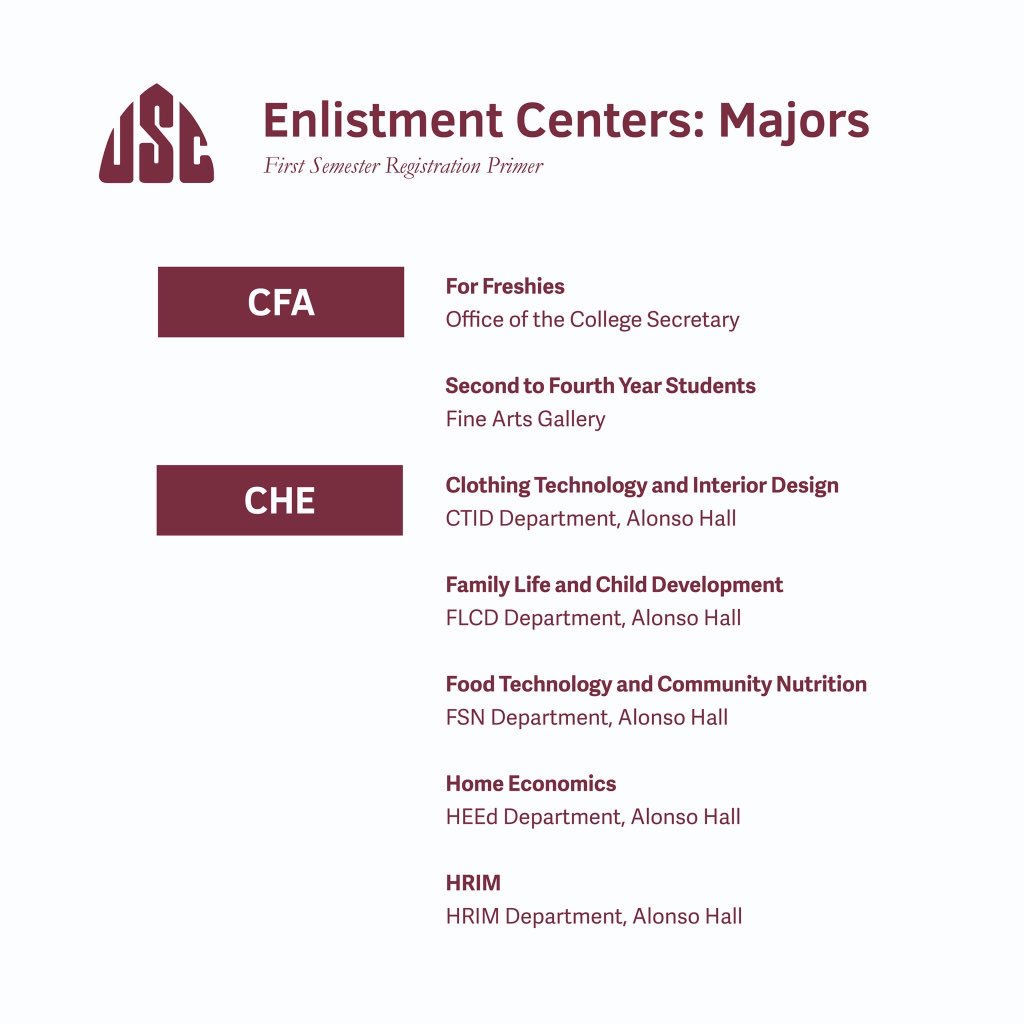 USC
Enlistment Centers: Majors
First Semester Registration Primer
CFA
For Freshies
Office of the College Secretary
Second to Fourth Year Students
Fine Arts Gallery
CHE
Clothing Technology and Interior Design
CTID Department, Alonso Hall
Family Life and Child Development
FLCD Department, Alonso Hall
Food Technology and Community Nutrition
FSN Department, Alonso Hall
Home Economics
HEEd Department, Alonso Hall
HRIM
HRIM Department, Alonso Hall